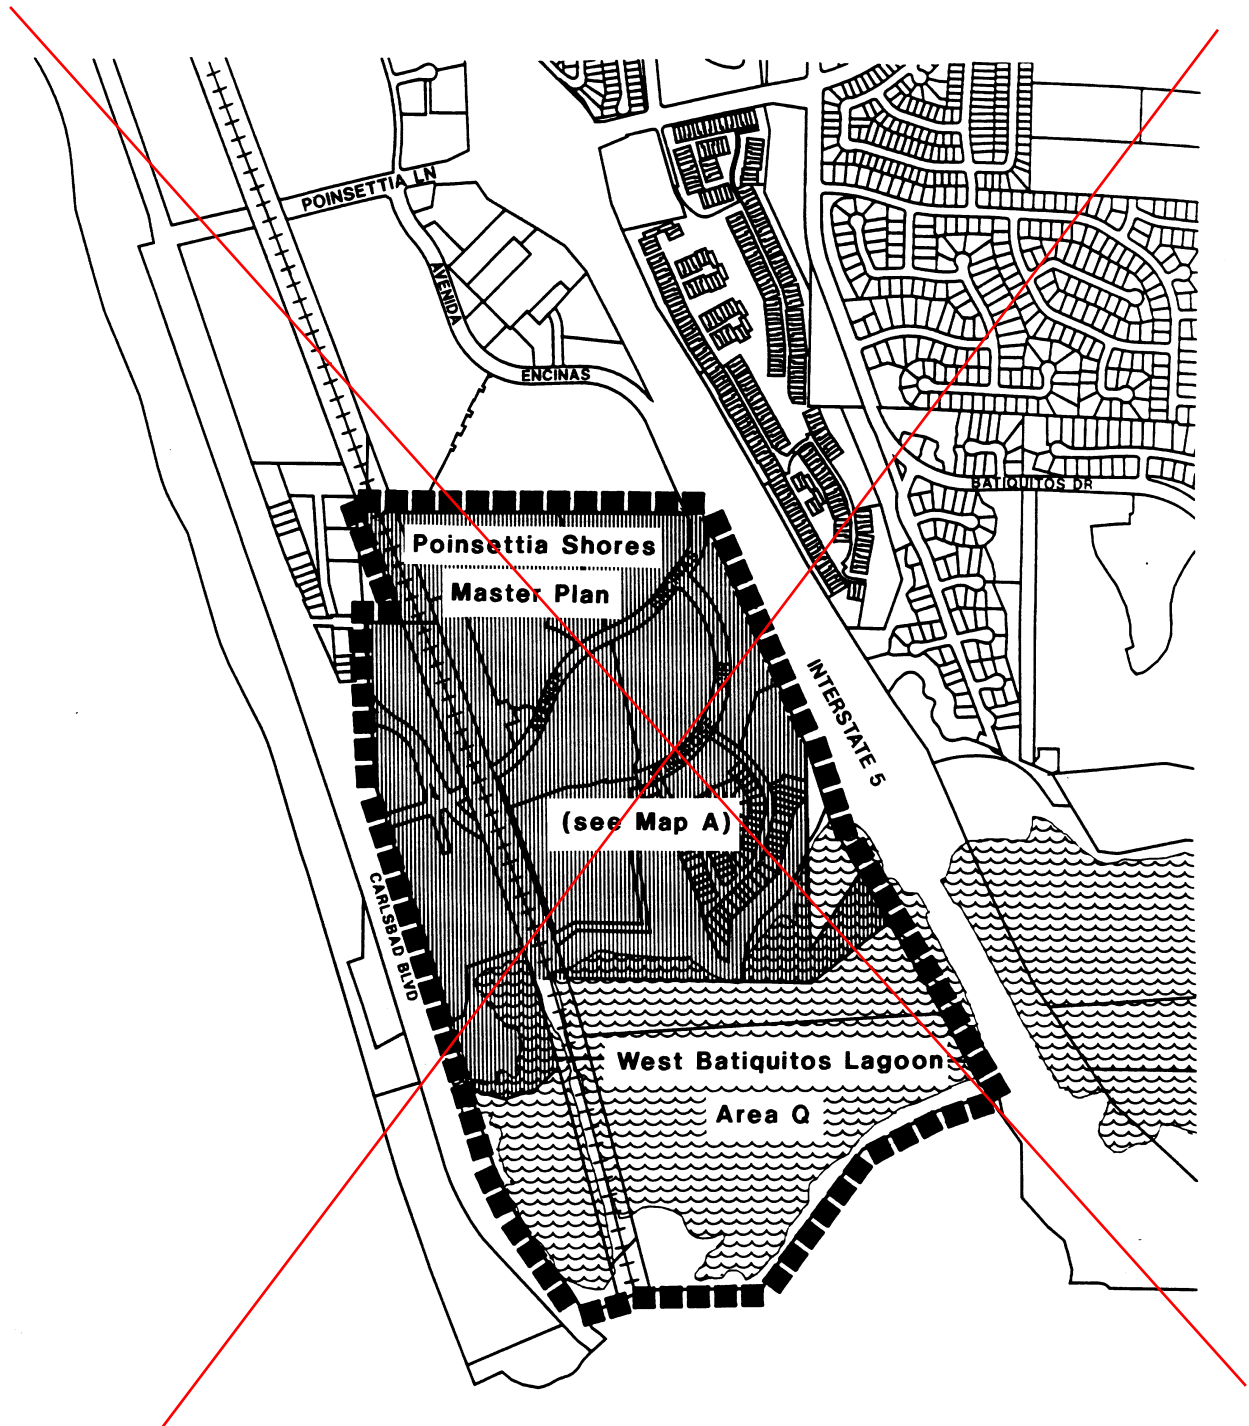 POINSETTIA LN
AVENIDA
ENCINAS
BATIQUITOS DR
Poinsettia Shores
Master Plan
INTERSTATE 5
(see Map A)
CARLSBAD BLVD
West Batiquitos Lagoon
Area Q